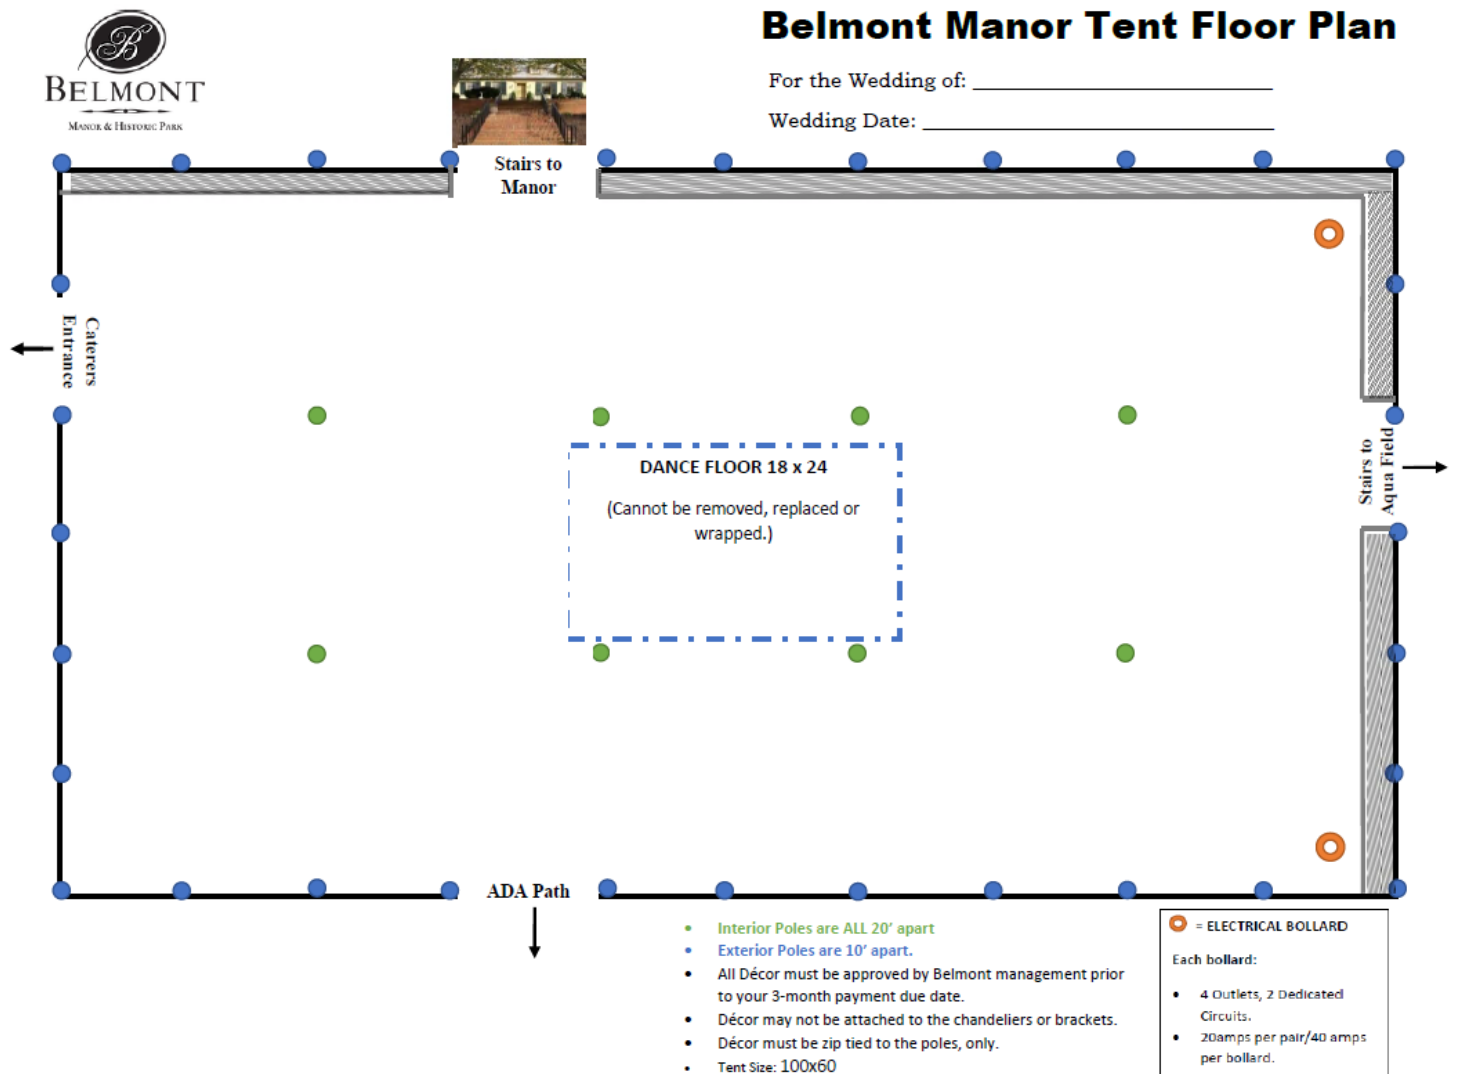 Belmont Manor Tent Floor Plan
B
BELMONT
MANOR & HISTORIC PARK
For the Wedding of:
Wedding Date:
Stairs to
Manor
Caterers
Entrance
Stairs to
Aqua Field
DANCE FLOOR 18 x 24
(Cannot be removed, replaced or
wrapped.)
ADA Path
• Interior Poles are ALL 20’ apart
• Exterior Poles are 10’ apart.
• All Décor must be approved by Belmont management prior
to your 3-month payment due date.
• Décor may not be attached to the chandeliers or brackets.
• Décor must be zip tied to the poles, only.
• Tent Size: 100x60
= ELECTRICAL BOLLARD
Each bollard:
• 4 Outlets, 2 Dedicated
Circuits.
• 20amps per pair/40 amps
per bollard.